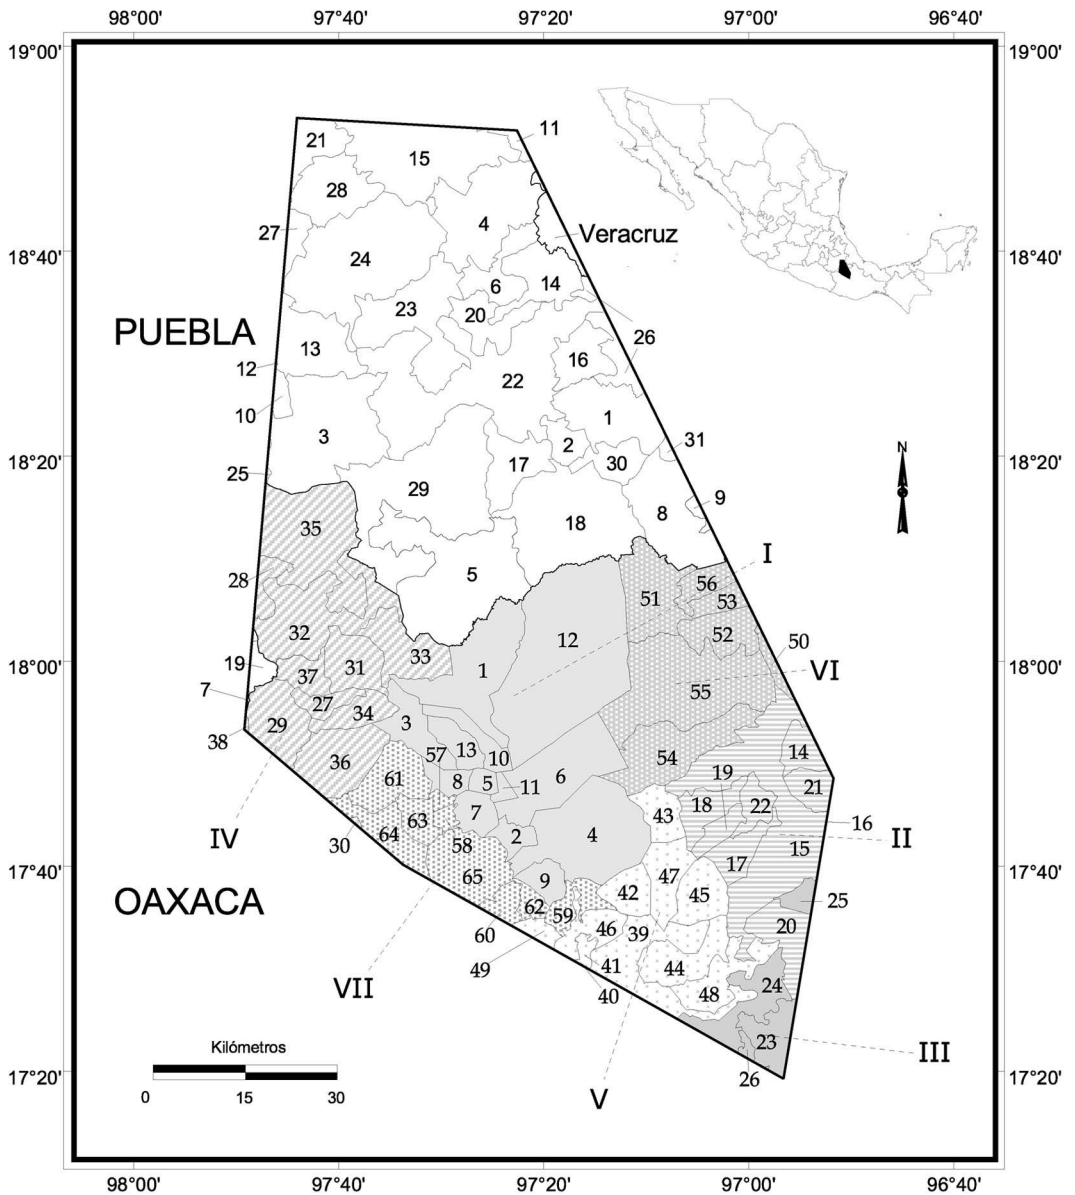 98°00' 97°40' 97°20' 97°00' 96°40'
19°00' 19°00'
11
21
15
28
4
27 Veracruz
24
18°40' 18°40'
6 14
23
20
PUEBLA
26
13
12
16
22
10
1
3 2 31
18°20' 17 30 18°20'
25
N
29
9
18 8
35
I
5
28
56
51 53
12
32 52 50
33
19 18°00' 18°00'
37 31 1 VI
7 55
27
34
29 3
38
57 13 10 54 14
36
61 8 5 11 6 19 21
18 22
7 43
63 16
IV 30 64 58 2 4 II
15
17
17°40' 17°40'
65 9 47
42 45 25
OAXACA 62 59
20
60 46 39
49
41 44
VII 40 24
48
Kilómetros 23 III
17°20' 26 17°20'
0 15 30 V
98°00' 97°40' 97°20' 97°00' 96°40'